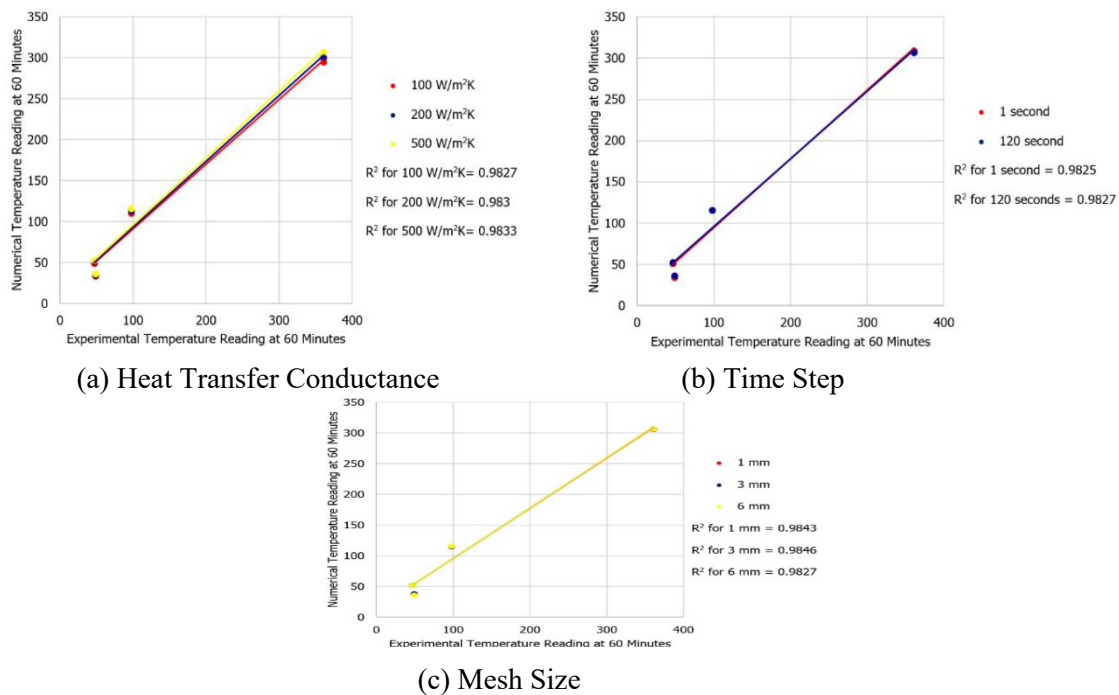 Numerical Temperature Reading at 60 Minutes
350
300
250
200
150
100
50
0
0 100 200 300 400
Experimental Temperature Reading at 60 Minutes
100 W/m²K
200 W/m²K
500 W/m²K
R² for 100 W/m²K= 0.9827
R² for 200 W/m²K= 0.983
R² for 500 W/m²K= 0.9833
(a) Heat Transfer Conductance
Numerical Temperature Reading at 60 Minutes
350
300
250
200
150
100
50
0
0 100 200 300 400
Experimental Temperature Reading at 60 Minutes
1 second
120 second
R² for 1 second = 0.9825
R² for 120 seconds = 0.9827
(b) Time Step
Numerical Temperature Reading at 60 Minutes
350
300
250
200
150
100
50
0
0 100 200 300 400
Experimental Temperature Reading at 60 Minutes
1 mm
3 mm
6 mm
R² for 1 mm = 0.9843
R² for 3 mm = 0.9846
R² for 6 mm = 0.9827
(c) Mesh Size